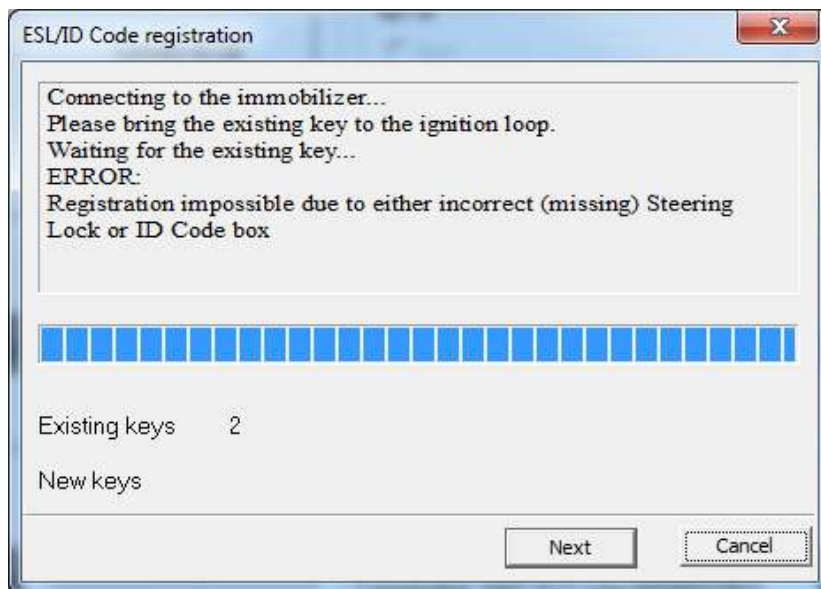 ESL/ID Code registration
Connecting to the immobilizer...
Please bring the existing key to the ignition loop.
Waiting for the existing key...
ERROR:
Registration impossible due to either incorrect (missing) Steering
Lock or ID Code box
Existing keys 2
New keys
Next Cancel